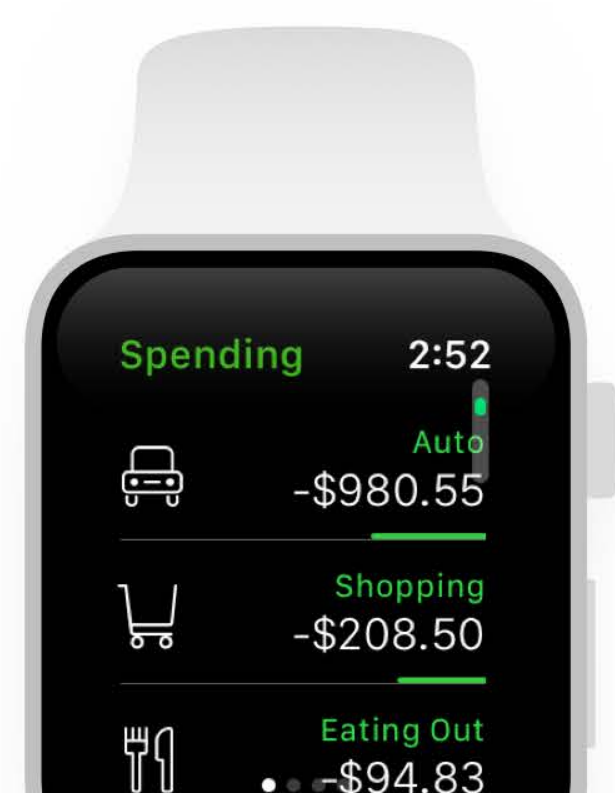 Spending 2:52
Auto
-$980.55
Shopping
-$208.50
Eating Out
-$94.83